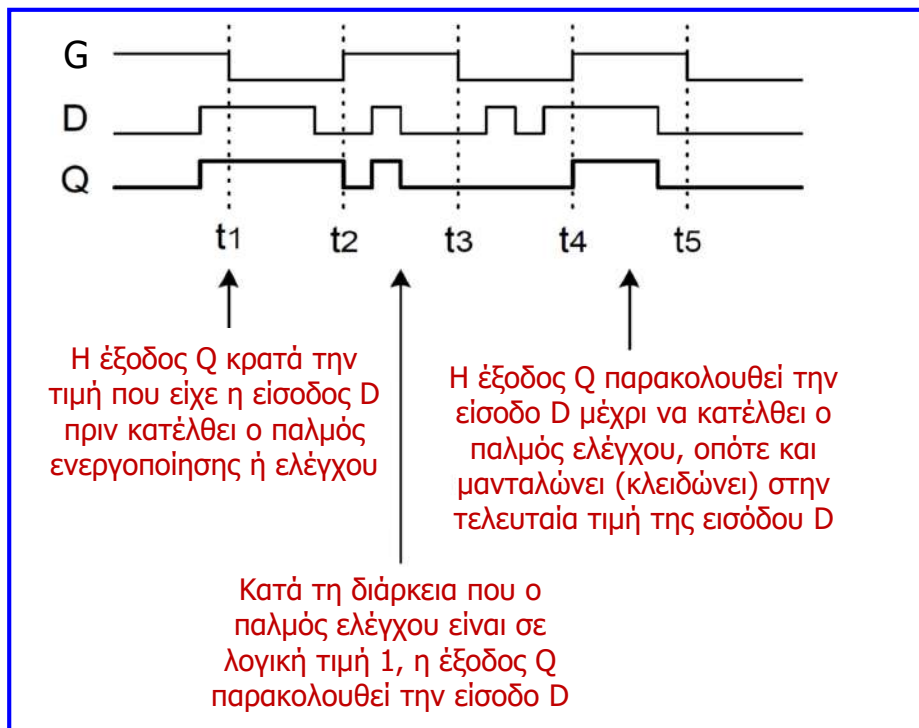 G
D
Q
t1 t2 t3 t4 t5
Η έξοδος Q κρατά την
τιμή που είχε η είσοδος D
πριν κατέλθει ο παλμός
ενεργοποίησης ή ελέγχου
Η έξοδος Q παρακολουθεί την
είσοδο D μέχρι να κατέλθει ο
παλμός ελέγχου, οπότε και
μανταλώνει (κλειδώνει) στην
τελευταία τιμή της εισόδου D
Κατά τη διάρκεια που ο
παλμός ελέγχου είναι σε
λογική τιμή 1, η έξοδος Q
παρακολουθεί την είσοδο D